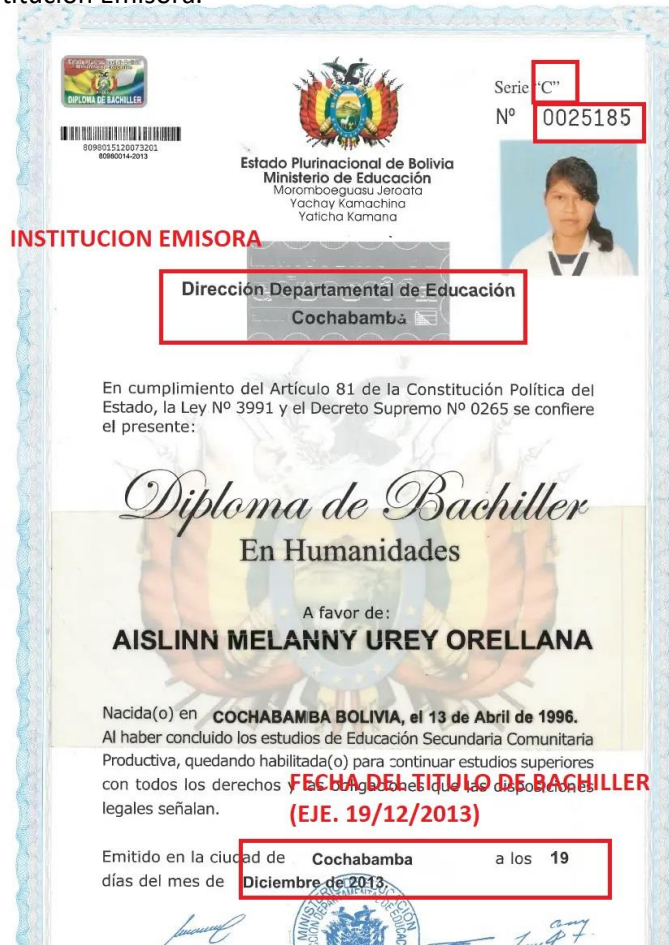 titución Emisora.
DIPLOMA DE BACHILLER
8098015120073201
80980014-2013
Serie “C”
Nº 0025185
Estado Plurinacional de Bolivia
Ministerio de Educación
Moromboeguasu Jeroata
Yachay Kamachina
Yaticha Kamana
INSTITUCION EMISORA
Dirección Departamental de Educación
Cochabamba
En cumplimiento del Artículo 81 de la Constitución Política del
Estado, la Ley Nº 3991 y el Decreto Supremo Nº 0265 se confiere
el presente:
Diploma de Bachiller
En Humanidades
A favor de:
AISLINN MELANNY UREY ORELLANA
Nacida(o) en COCHABAMBA BOLIVIA, el 13 de Abril de 1996.
Al haber concluido los estudios de Educación Secundaria Comunitaria
Productiva, quedando habilitada(o) para continuar estudios superiores
con todos los derechos y las obligaciones que las disposiciones
legales señalan.
FECHA DEL TITULO DE BACHILLER
(EJE. 19/12/2013)
Emitido en la ciudad de Cochabamba a los 19
días del mes de Diciembre de 2013.